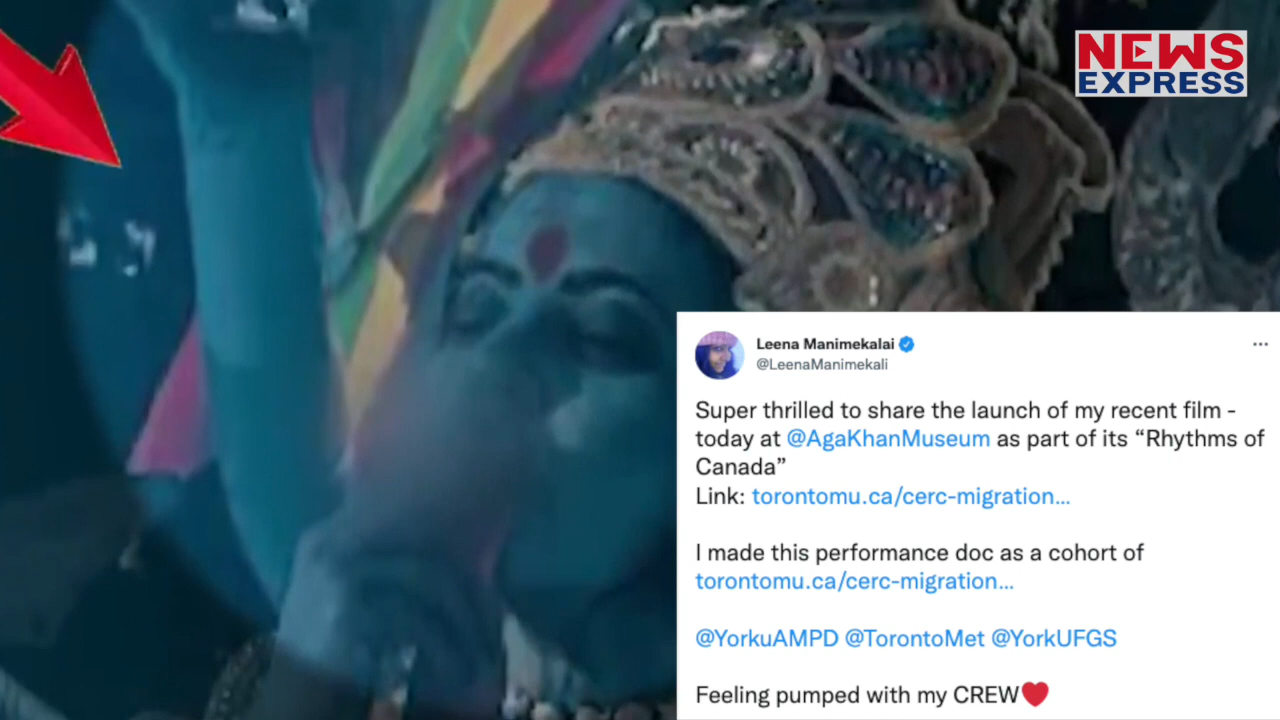 NEWS
EXPRESS
Leena Manimekalai
@LeenaManimekali
Super thrilled to share the launch of my recent film -
today at @AgaKhanMuseum as part of its “Rhythms of
Canada”
Link: torontomu.ca/cerc-migration...
I made this performance doc as a cohort of
torontomu.ca/cerc-migration...
@YorkuAMPD @TorontoMet @YorkUFGS
Feeling pumped with my CREW❤️